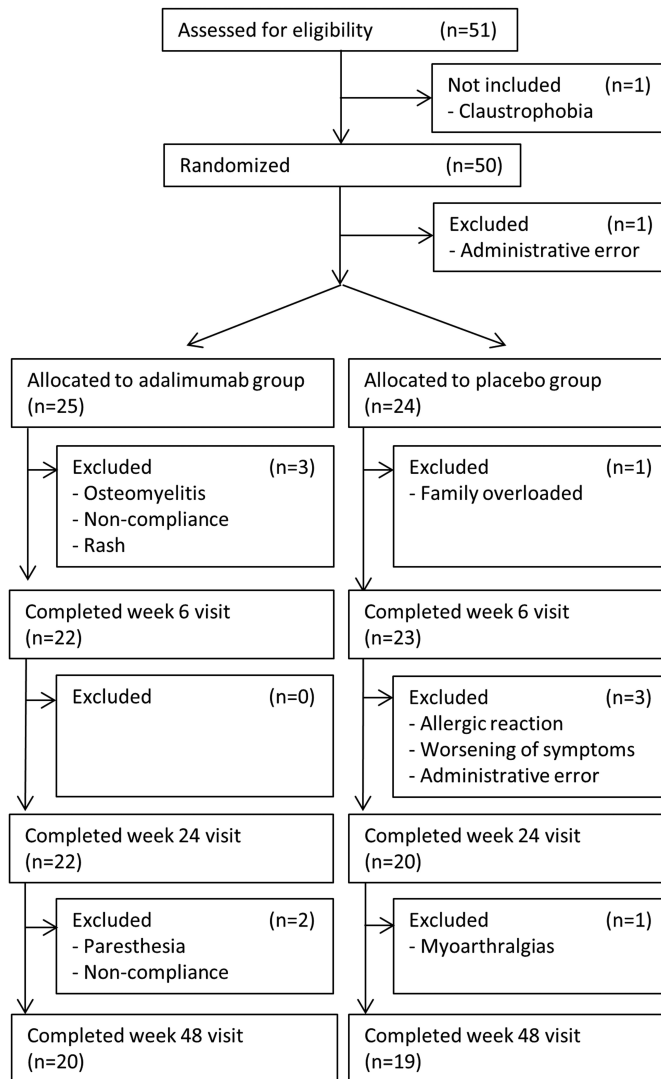 Assessed for eligibility (n=51)
Not included (n=1)
- Claustrophobia
Randomized (n=50)
Excluded (n=1)
- Administrative error
Allocated to adalimumab group
(n=25)
Allocated to placebo group
(n=24)
Excluded (n=3)
- Osteomyelitis
- Non-compliance
- Rash
Excluded (n=1)
- Family overloaded
Completed week 6 visit
(n=22)
Completed week 6 visit
(n=23)
Excluded (n=0)
Excluded (n=3)
- Allergic reaction
- Worsening of symptoms
- Administrative error
Completed week 24 visit
(n=22)
Completed week 24 visit
(n=20)
Excluded (n=2)
- Paresthesia
- Non-compliance
Excluded (n=1)
- Myoarthralgias
Completed week 48 visit
(n=20)
Completed week 48 visit
(n=19)